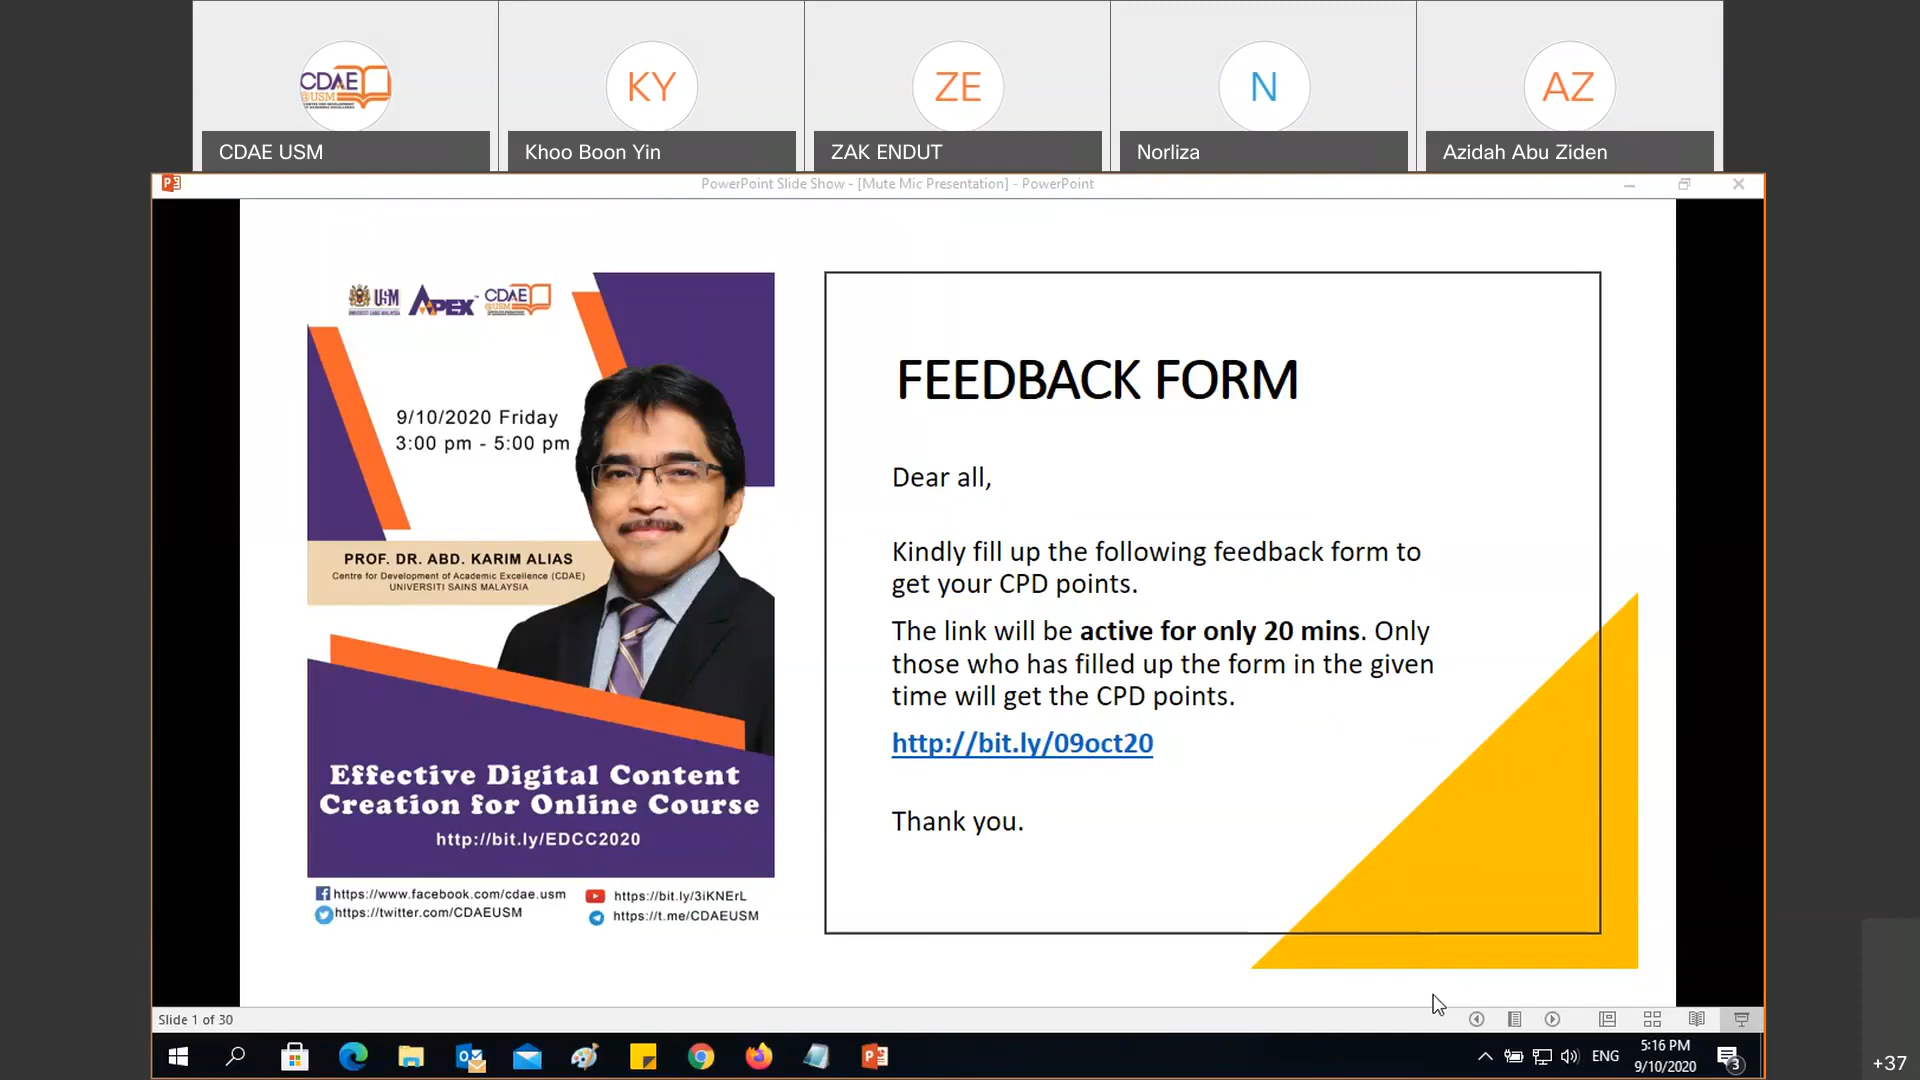 CDAE
@USM
KY
ZE
N
AZ
CDAE USM
Khoo Boon Yin
ZAK ENDUT
Norliza
Azidah Abu Ziden
PowerPoint Slide Show - [Mute Mic Presentation] - PowerPoint
USM
UNIVERSITI SAINS MALAYSIA
APEX
CDAE
@USM
9/10/2020 Friday
3:00 pm - 5:00 pm
PROF. DR. ABD. KARIM ALIAS
Centre for Development of Academic Excellence (CDAE)
UNIVERSITI SAINS MALAYSIA
Effective Digital Content
Creation for Online Course
http://bit.ly/EDCC2020
https://www.facebook.com/cdae.usm
https://bit.ly/3iKNErL
https://twitter.com/CDAEUSM
https://t.me/CDAEUSM
FEEDBACK FORM
Dear all,
Kindly fill up the following feedback form to
get your CPD points.
The link will be active for only 20 mins. Only
those who has filled up the form in the given
time will get the CPD points.
http://bit.ly/09oct20
Thank you.
Slide 1 of 30
ENG
5:16 PM
9/10/2020
3
+37